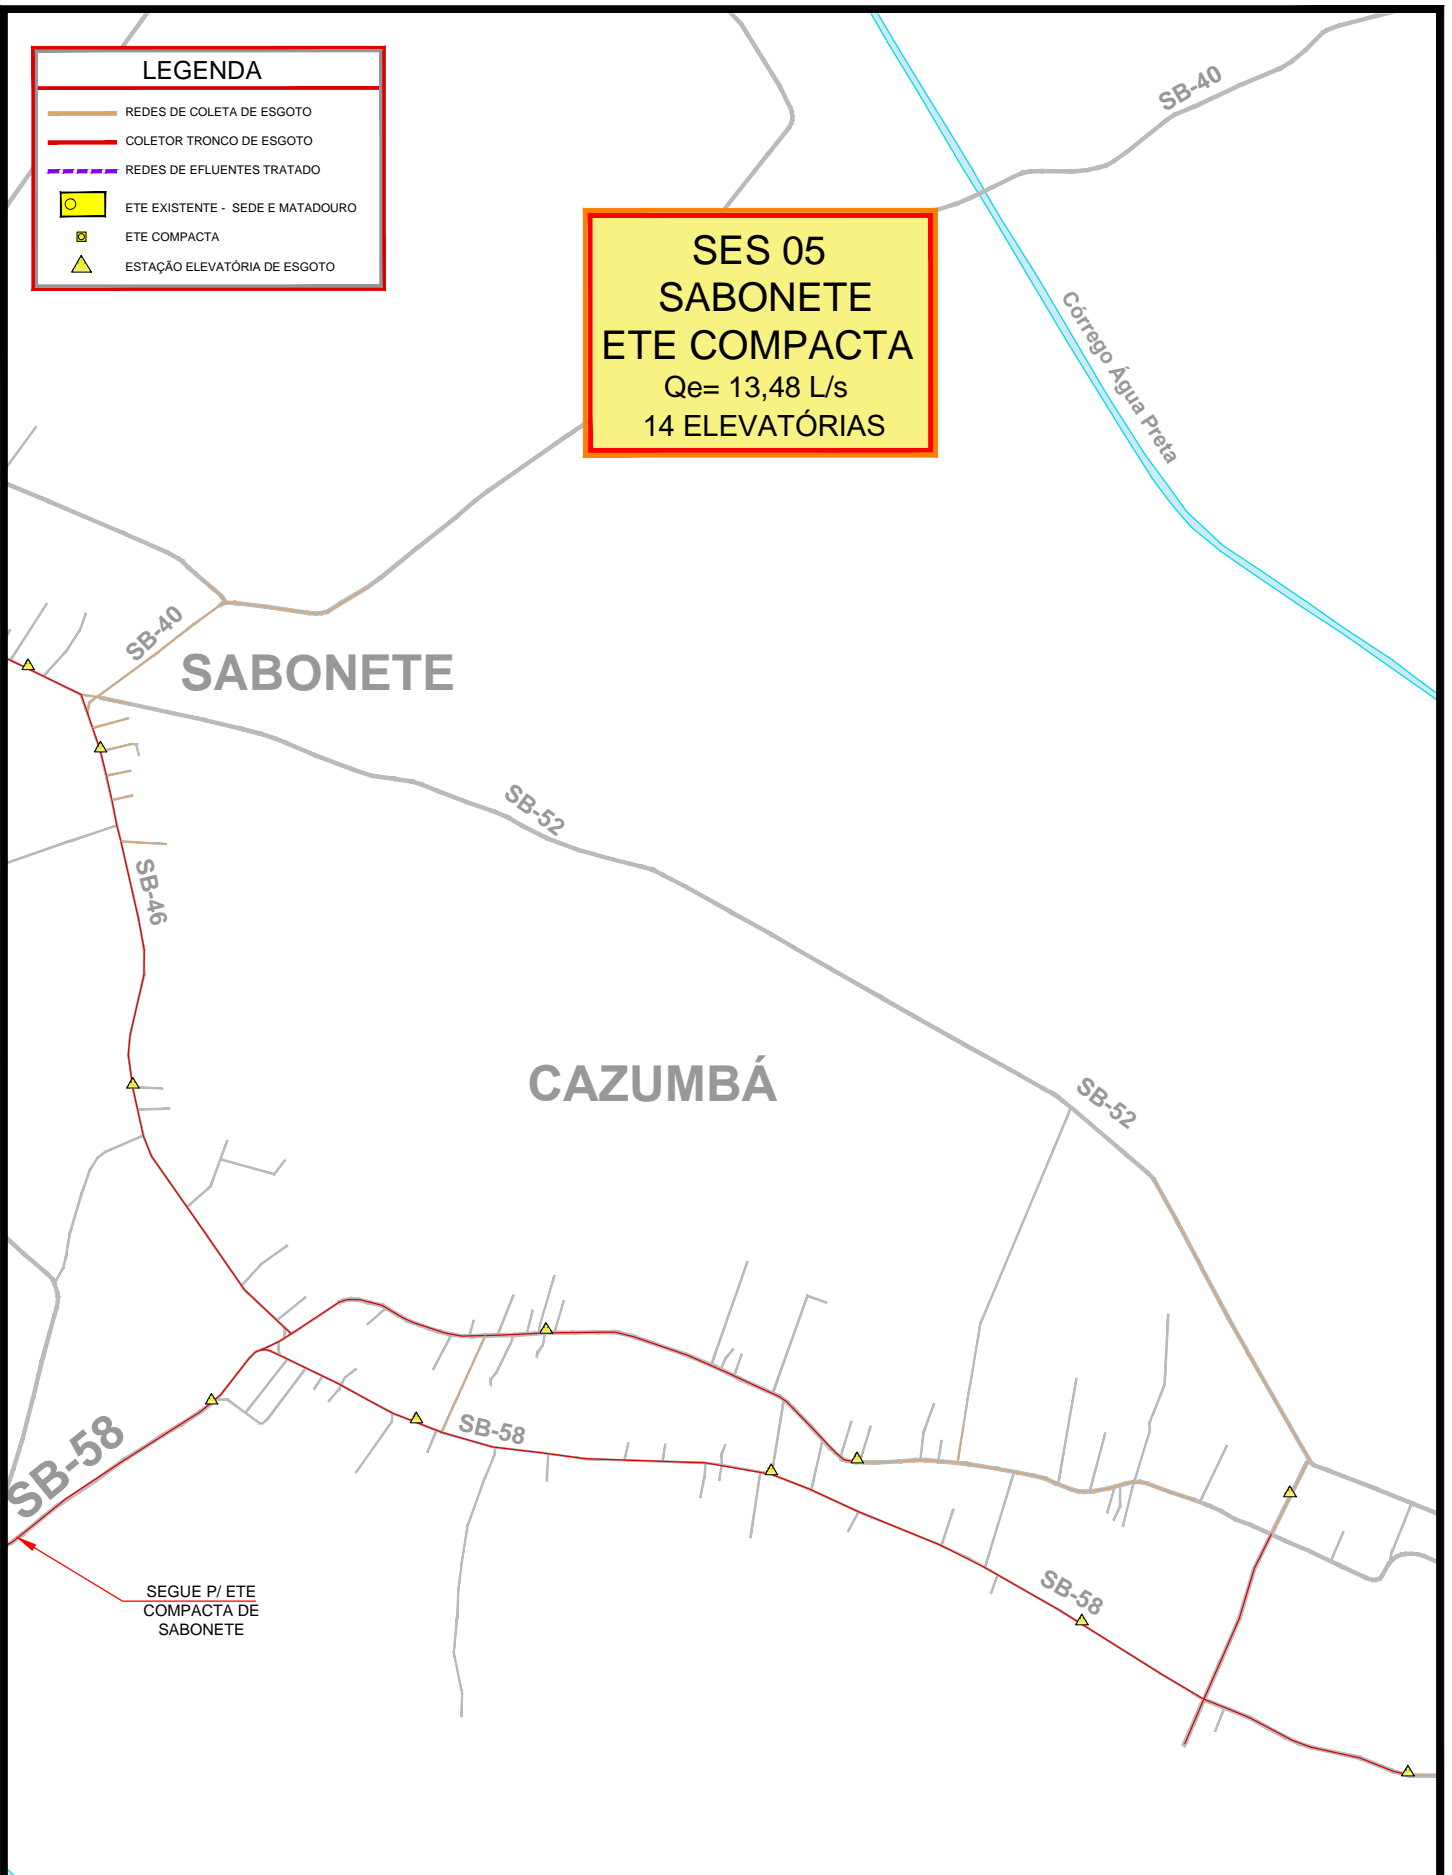 LEGENDA
REDES DE COLETA DE ESGOTO
COLETOR TRONCO DE ESGOTO
REDES DE EFLUENTES TRATADO
ETE EXISTENTE - SEDE E MATADOURO
ETE COMPACTA
ESTAÇÃO ELEVATÓRIA DE ESGOTO
SB-40
SES 05
SABONETE
ETE COMPACTA
Qe= 13,48 L/s
14 ELEVATÓRIAS
Córrego Água Preta
SB-40
SABONETE
SB-52
SB-46
CAZUMBÁ
SB-52
SB-58
SB-58
SB-58
SEGUE P/ ETE
COMPACTA DE
SABONETE